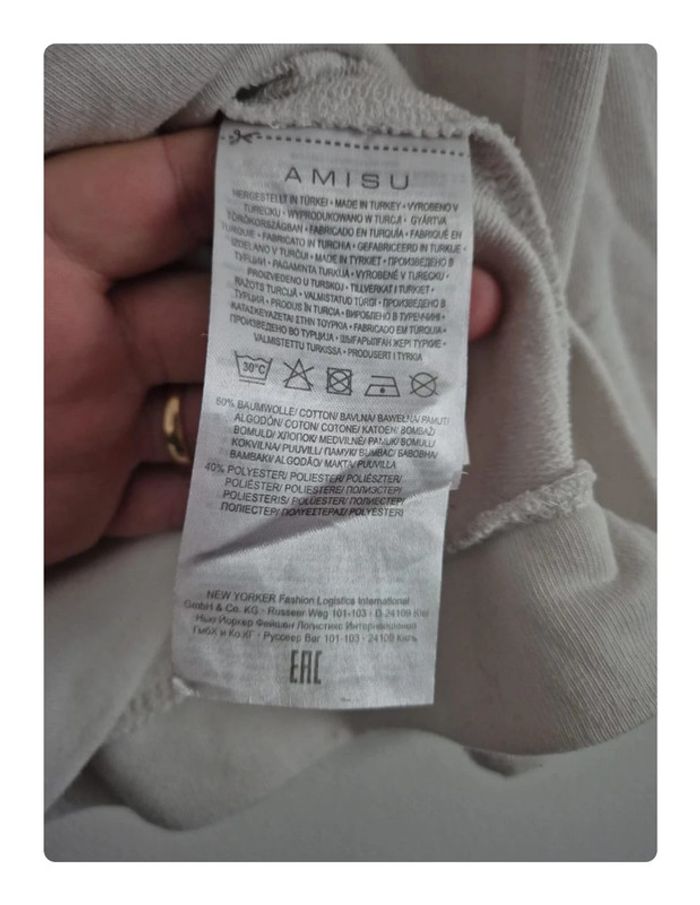 AMISU
HERGESTELLT IN TÜRKEI • MADE IN TURKEY • VYROBENO V
TURECKU • WYPRODUKOWANO W TURCJI • GYÁRTVA
TÖRÖKORSZÁGBAN • FABRICADO EN TURQUÍA • FABRIQUÉ EN
TURQUIE • FABRICATO IN TURCHIA • GEFABRICEERD IN TURKIJE •
IZDELANO V TURČIJI • MADE IN TYRKIET • ПРОИЗВЕДЕНО В
ТУРЦИИ • PAGAMINTA TURKIJA • VYROBENÉ V TURECKU •
PROIZVEDENO U TURSKOJ • TILLVERKAT I TURKIET •
RAŽOTS TURCIJĀ • VALMISTATUD TÜRGI • ПРОИЗВЕДЕНО В
ТУРЦИЯ • PRODUS ÎN TURCIA • ВИРОБЛЕНО В ТУРЕЧЧИНІ •
ΚΑΤΑΣΚΕΥΑΖΕΤΑΙ ΣΤΗΝ ΤΟΥΡΚΙΑ • FABRICADO EM TURQUIA •
ПРОИЗВЕДЕНО ВО ТУРЦИЈА • ШЫҒАРЫЛҒАН ЖЕРІ ТҮРКИЕ •
VALMISTETTU TURKISSA • PRODUSERT I TYRKIA
30°C
60% BAUMWOLLE/ COTTON/ BAVLNA/ BAWEŁNA/ PAMUT/
ALGODÓN/ COTON/ COTONE/ KATOEN/ BOMBAŽ/
BOMULD/ ХЛОПОК/ MEDVILNĖ/ PAMUK/ BOMULL/
KOKVILNA/ PUUVILL/ ПАМУК/ BUMBAC/ БАВОВНА/
ΒΑΜΒΑΚΙ/ ALGODÃO/ МАКТА/ PUUVILLA
40% POLYESTER/ POLIESTER/ POLIÉSZTER/
POLIÉSTER/ POLIESTERE/ ПОЛИЭСТЕР/
POLIESTERIS/ POLÜESTER/ ПОЛИЕСТЕР/
ПОЛІЕСТЕР/ ΠΟΛΥΕΣΤΕΡΑΣ/ POLYESTERI
NEW YORKER Fashion Logistics International
GmbH & Co. KG · Russeer Weg 101-103 · D 24109 Kiel
Нью Йоркер Фейшен Логистикс Интернешенал
ГмбХ и Ко.КГ · Руссеер Вег 101-103 · 24109 Киль
EAC